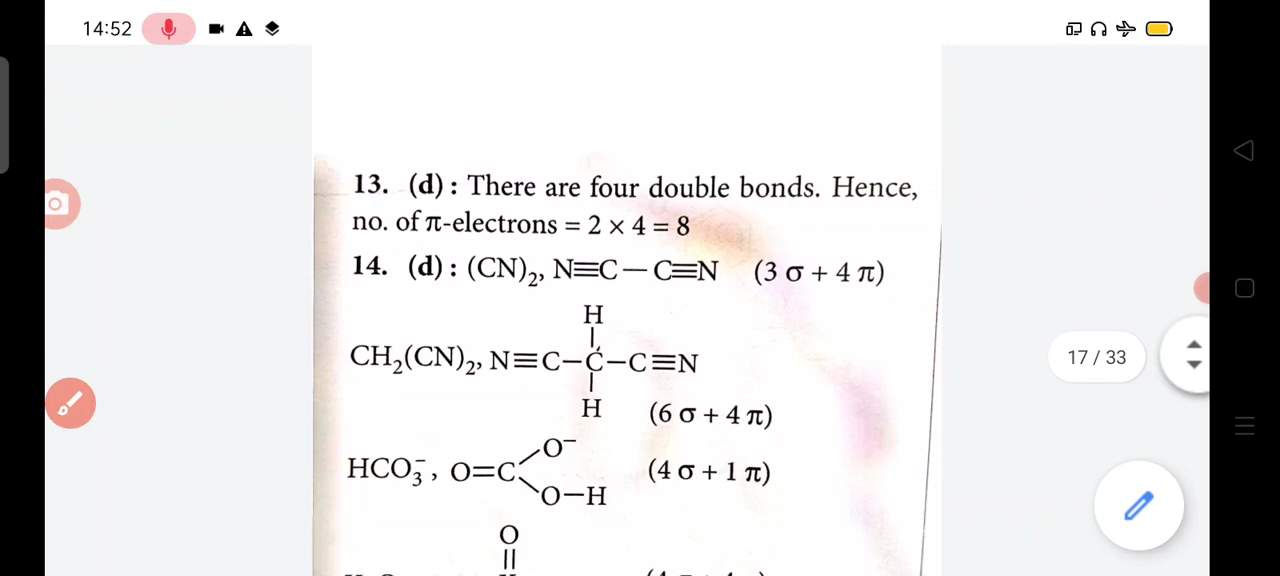 14:52
13. (d) : There are four double bonds. Hence,
no. of π-electrons = 2 × 4 = 8
14. (d) : (CN)₂, N≡C—C≡N (3 σ + 4 π)
H
CH₂(CN)₂, N≡C–C–C≡N
H (6 σ + 4 π)
O⁻
HCO₃⁻, O=C (4 σ + 1 π)
O–H
O
17 / 33